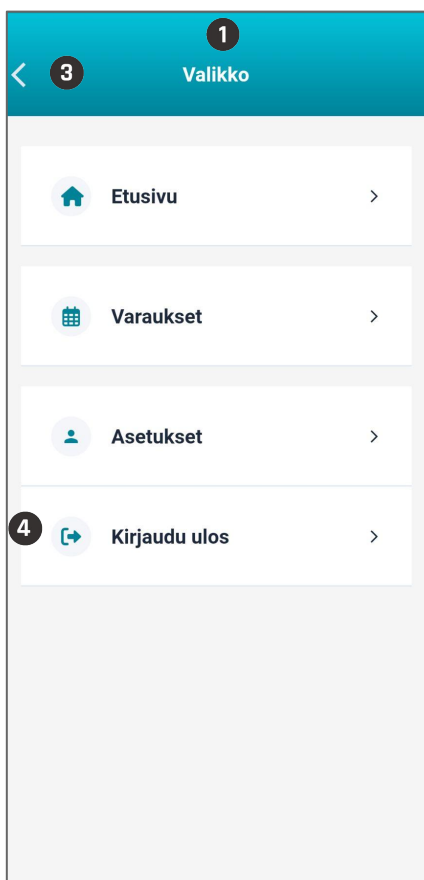 1
3
Valikko
Etusivu
Varaukset
Asetukset
4
Kirjaudu ulos